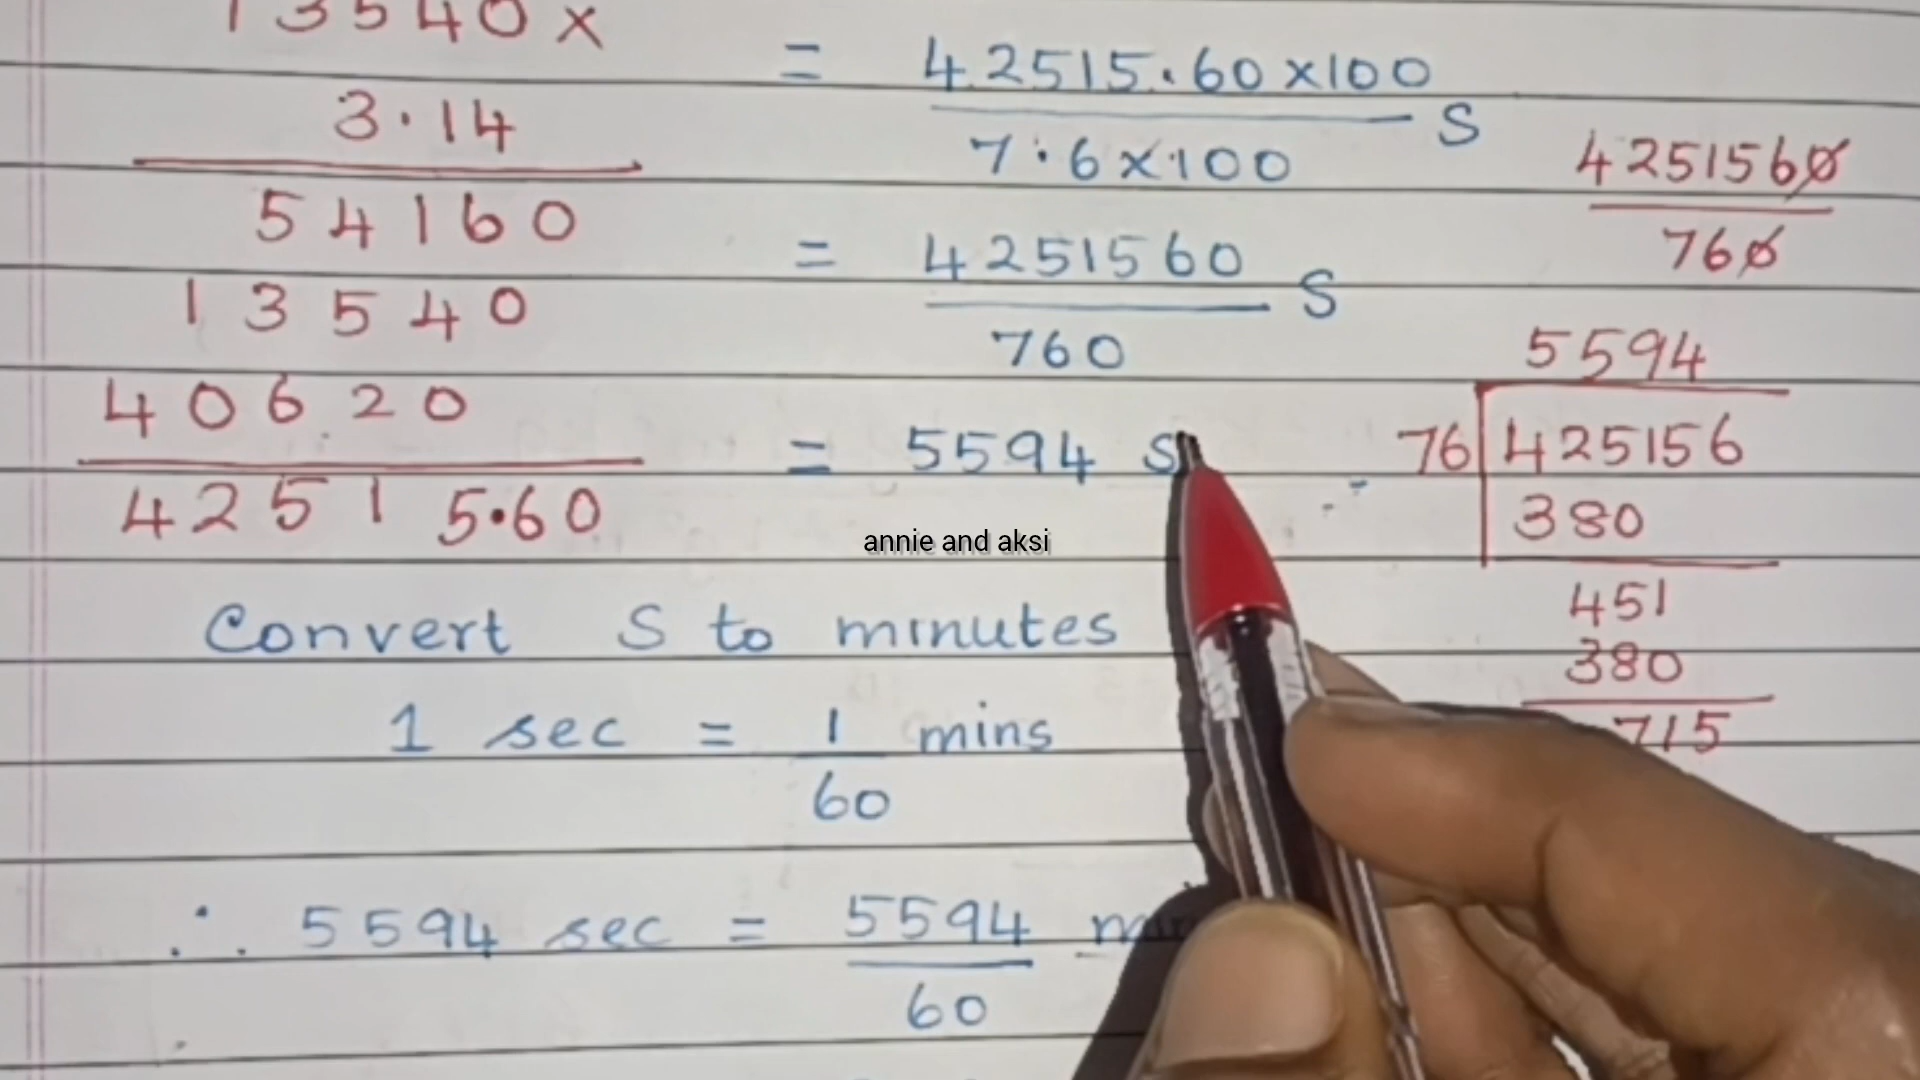 13540 x
3.14
54160
13540
40620
42515.60
= 42515.60 x 100 / 7.6 x 100 S
= 4251560 / 760 S
= 5594 S
4251560 / 760
5594
76 425156
380
451
380
715
annie and aksi
Convert S to minutes
1 sec = 1/60 mins
∴ 5594 sec = 5594/60